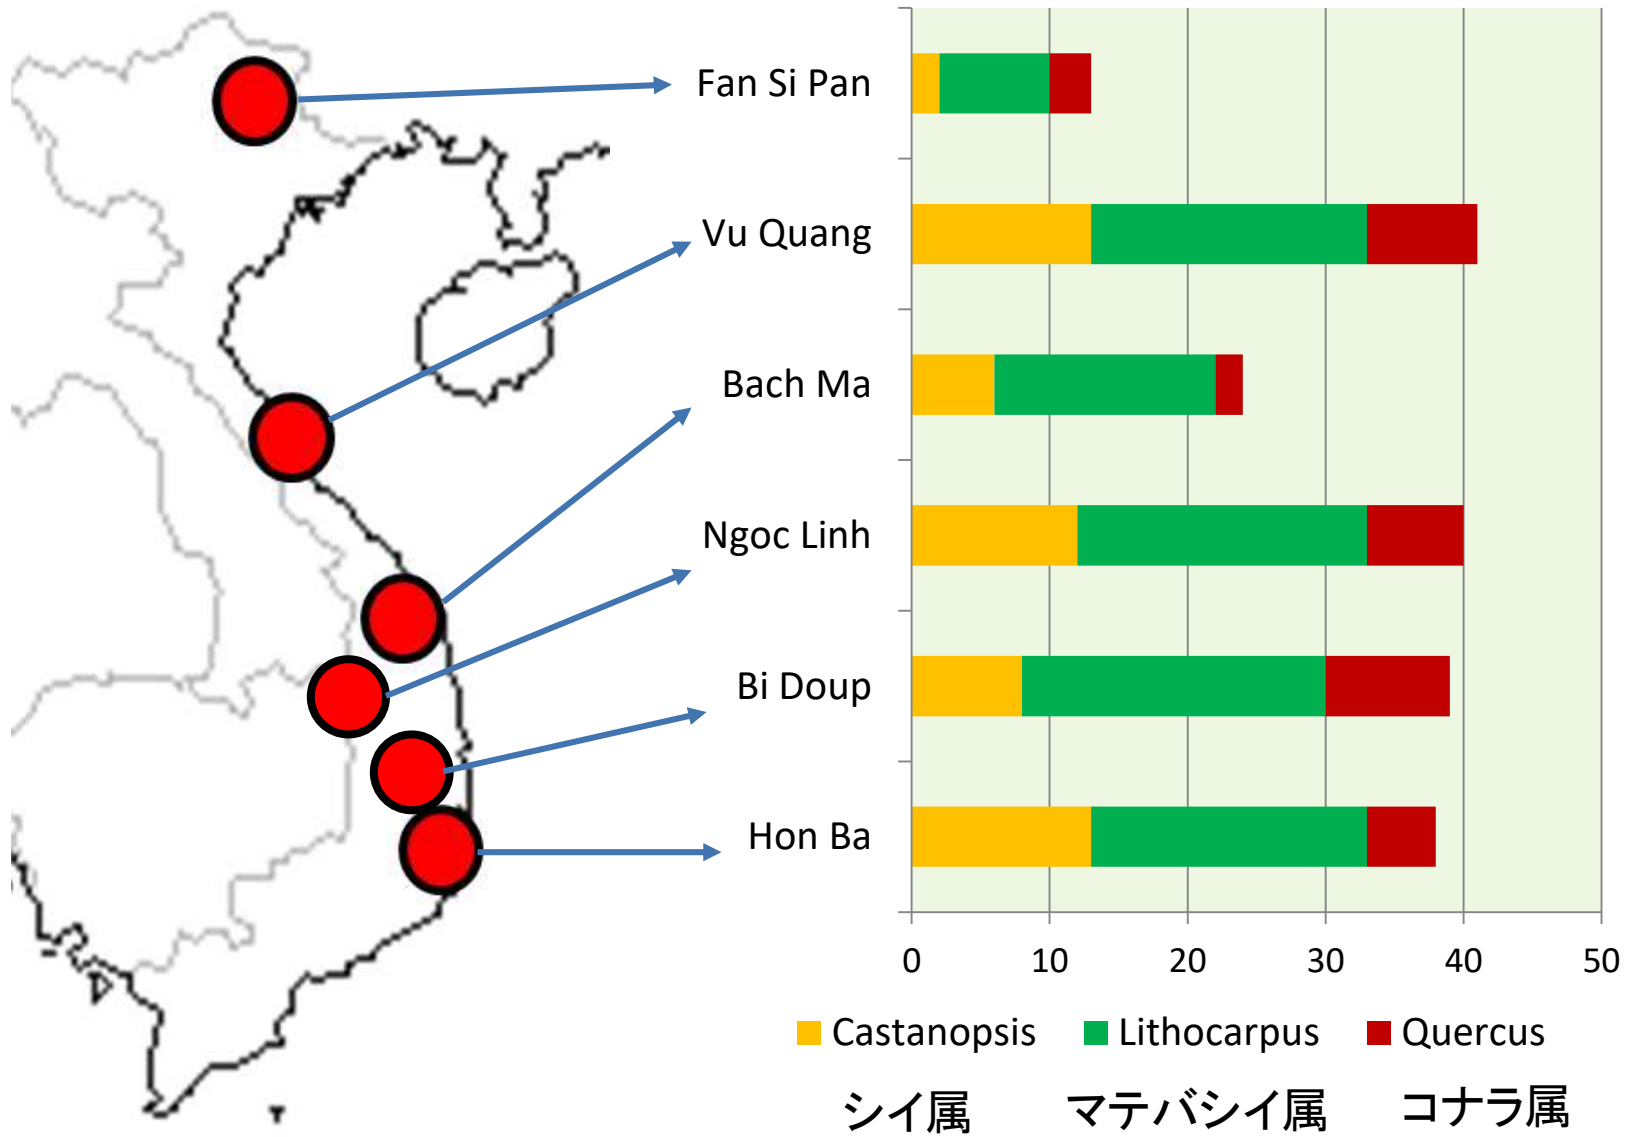 Fan Si Pan
Vu Quang
Bach Ma
Ngoc Linh
Bi Doup
Hon Ba
0 10 20 30 40 50
Castanopsis Lithocarpus Quercus
シイ属 マテバシイ属 コナラ属